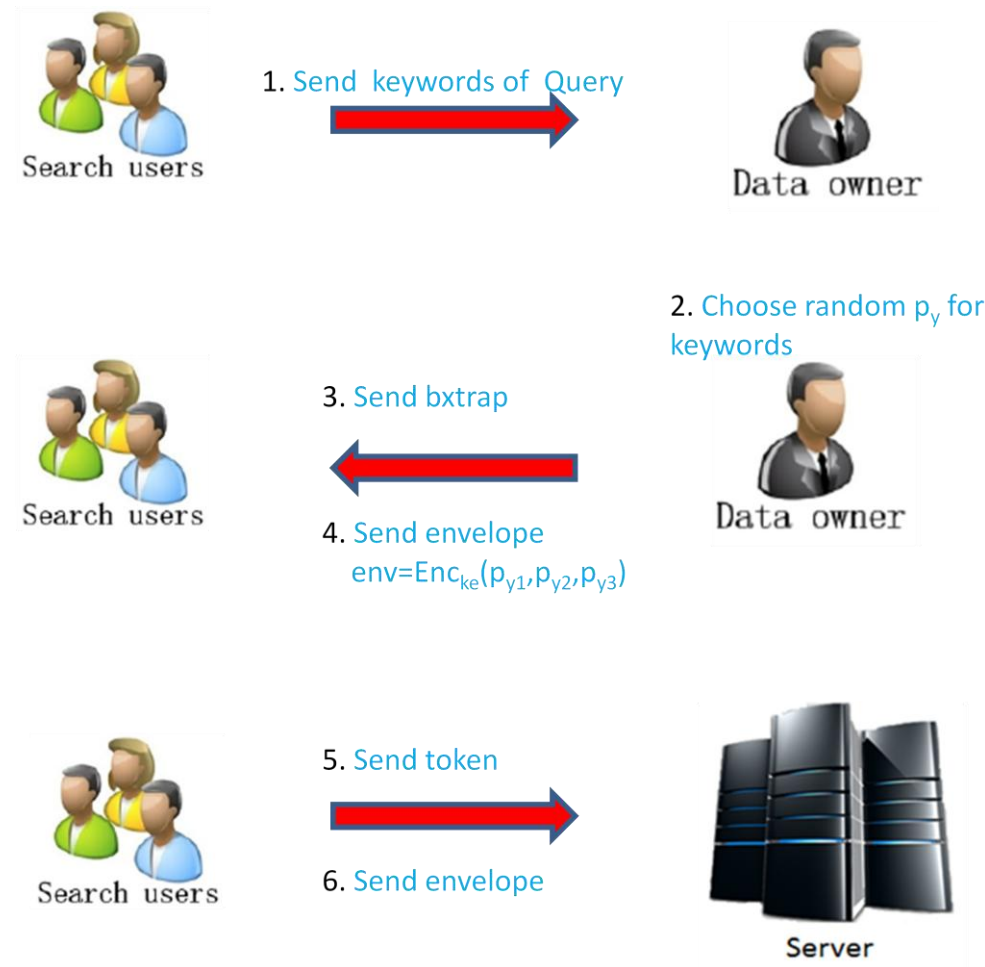 1. Send keywords of Query
Search users
Data owner
2. Choose random py for
keywords
3. Send bxtrap
Search users
Data owner
4. Send envelope
env=Encke(py1,py2,py3)
5. Send token
6. Send envelope
Search users
Server